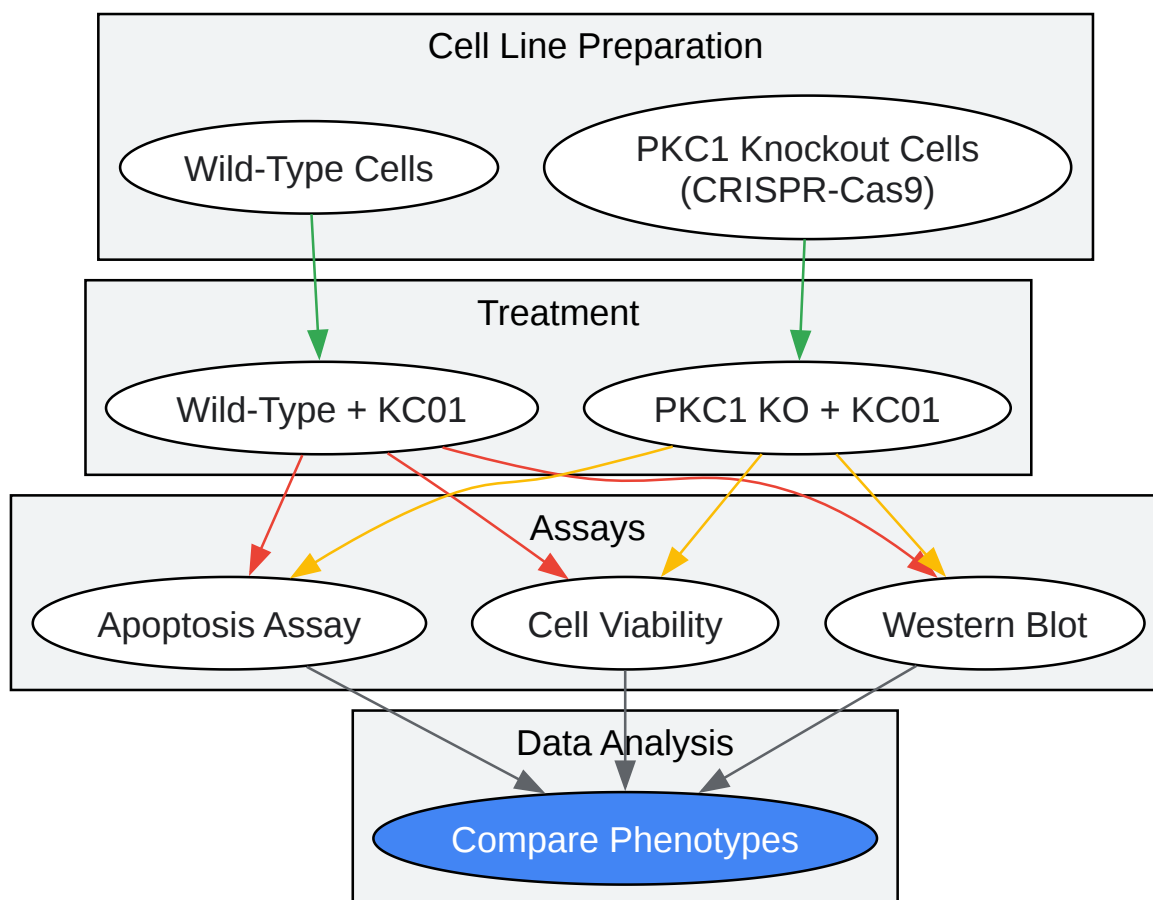 Cell Line Preparation
Wild-Type Cells
PKC1 Knockout Cells
(CRISPR-Cas9)
Treatment
Wild-Type + KC01
PKC1 KO + KC01
Assays
Apoptosis Assay
Cell Viability
Western Blot
Data Analysis
Compare Phenotypes